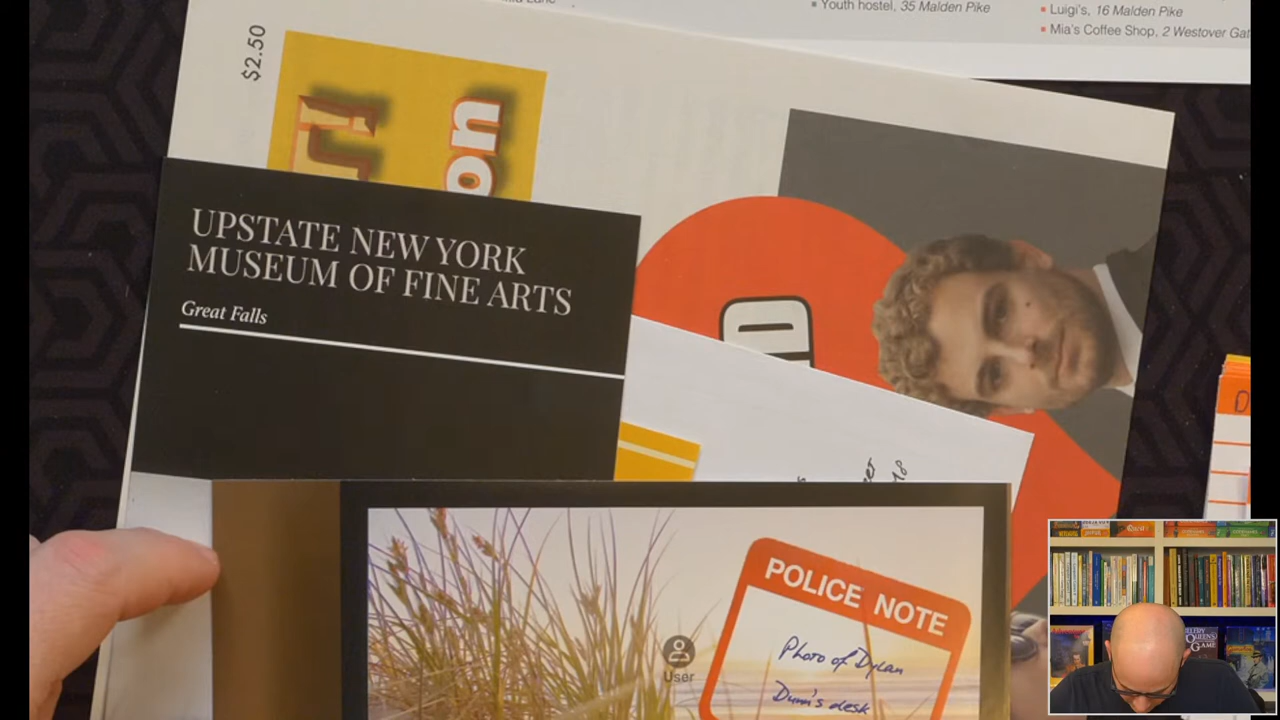 Youth hostel, 35 Malden Pike
Luigi's, 16 Malden Pike
Mia's Coffee Shop, 2 Westover Gat
$2.50
on
UPSTATE NEW YORK
MUSEUM OF FINE ARTS
Great Falls
POLICE NOTE
Photo of Dylan
Dunn's desk
User